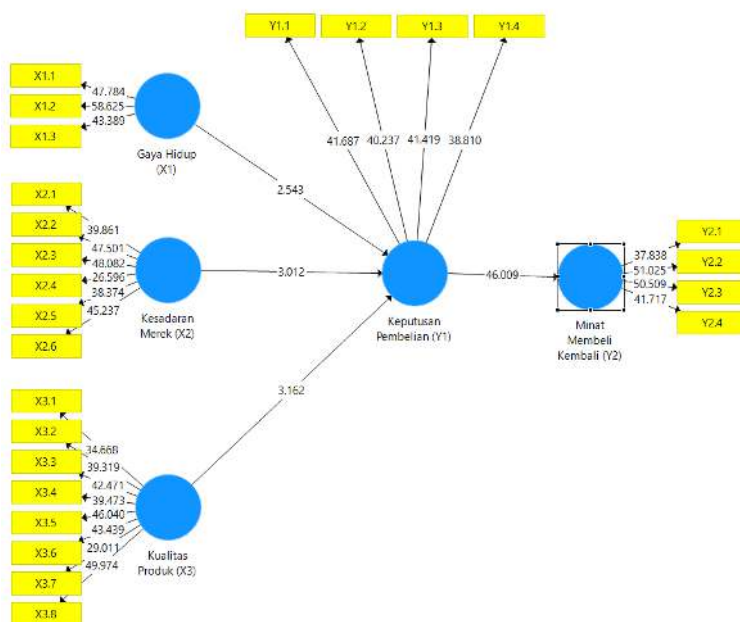 Y1.1
Y1.2
Y1.3
Y1.4
X1.1
X1.2
X1.3
47.784
58.625
43.389
Gaya Hidup
(X1)
41.687
40.237
41.419
38.810
2.543
X2.1
X2.2
X2.3
X2.4
X2.5
X2.6
39.861
47.501
48.082
26.596
38.374
45.237
Kesadaran
Merek (X2)
3.012
Keputusan
Pembelian (Y1)
46.009
Minat
Membeli
Kembali (Y2)
37.838
51.025
50.509
41.717
Y2.1
Y2.2
Y2.3
Y2.4
3.162
X3.1
X3.2
X3.3
X3.4
X3.5
X3.6
X3.7
X3.8
34.668
39.319
42.471
39.473
46.040
43.439
29.011
49.974
Kualitas
Produk (X3)